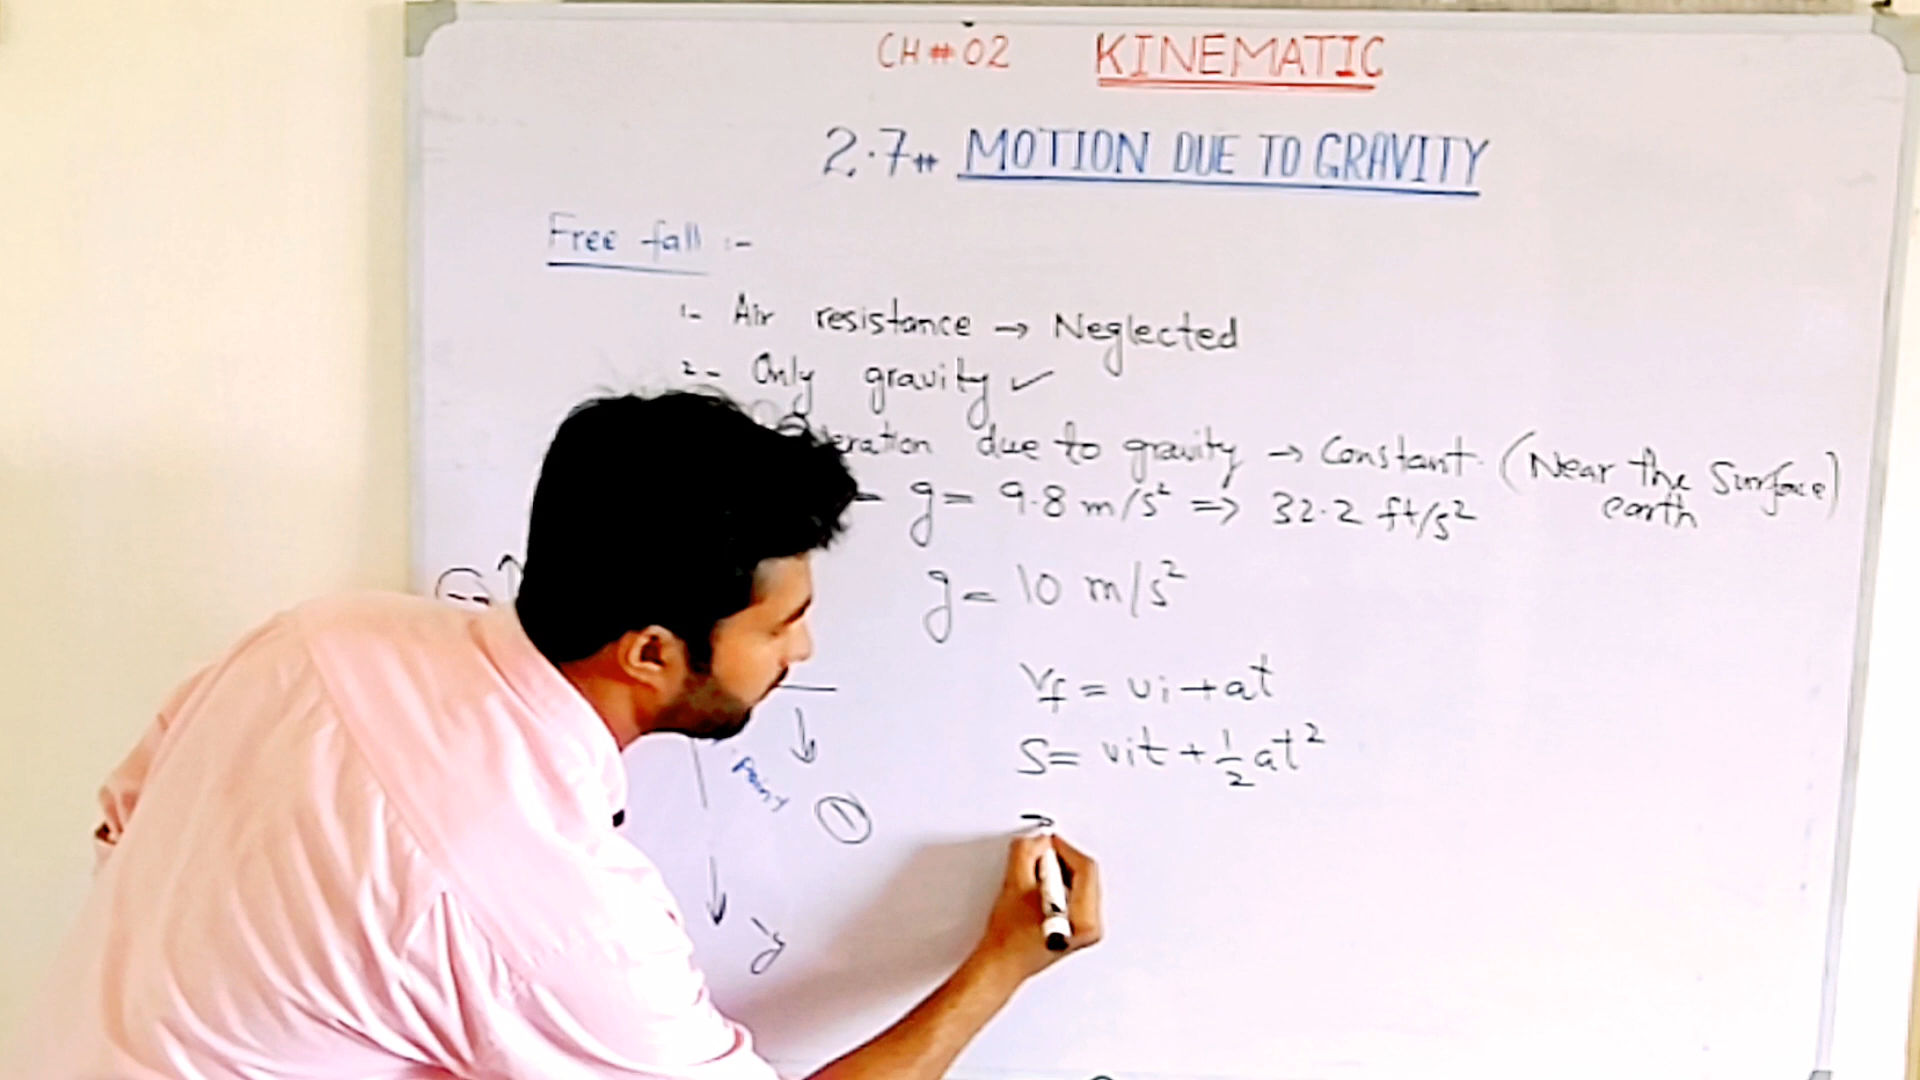 CH # 02 KINEMATIC
2.7# MOTION DUE TO GRAVITY
Free fall :-
1- Air resistance → Neglected
2- Only gravity ✓
due to gravity → Constant. (Near the Surface)
earth
g = 9.8 m/s² => 32.2 ft/s²
g = 10 m/s²
vf = vi + at
S = vit + 1/2 at²
1
-y